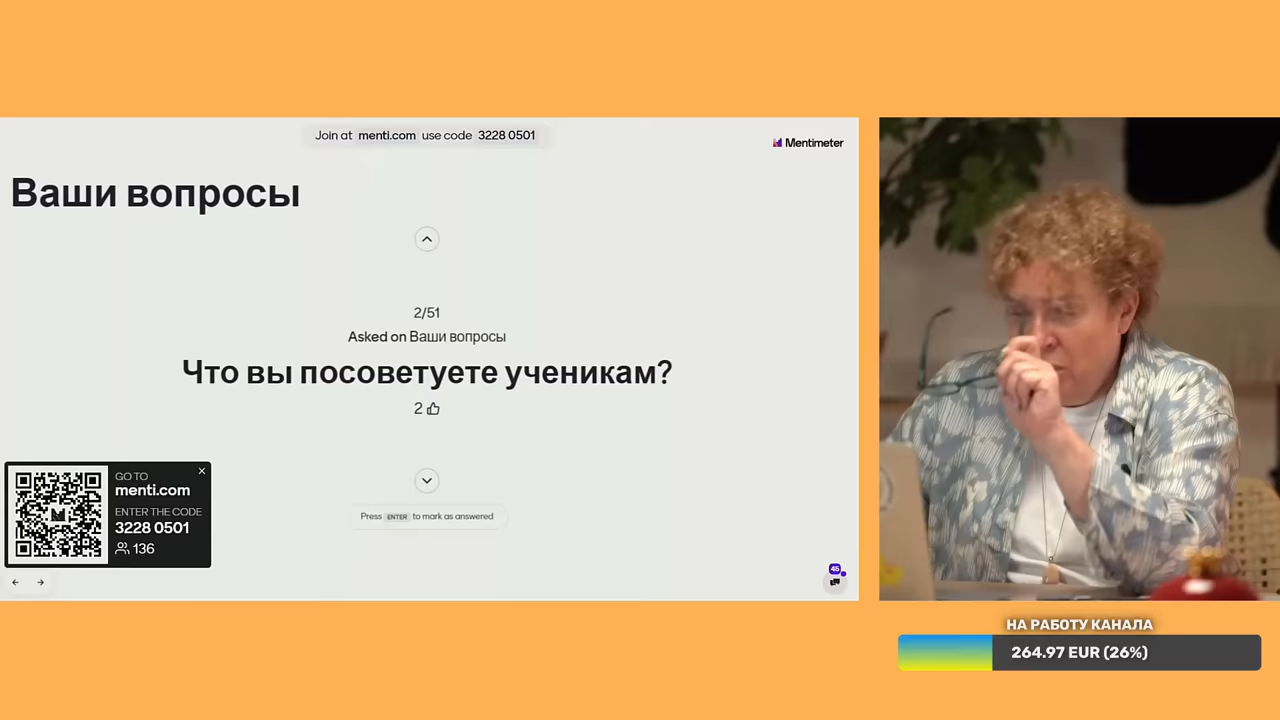 Join at menti.com use code 3228 0501
Mentimeter
Ваши вопросы
2/51
Asked on Ваши вопросы
Что вы посоветуете ученикам?
2
GO TO
menti.com
ENTER THE CODE
3228 0501
136
Press ENTER to mark as answered
45
НА РАБОТУ КАНАЛА
264.97 EUR (26%)